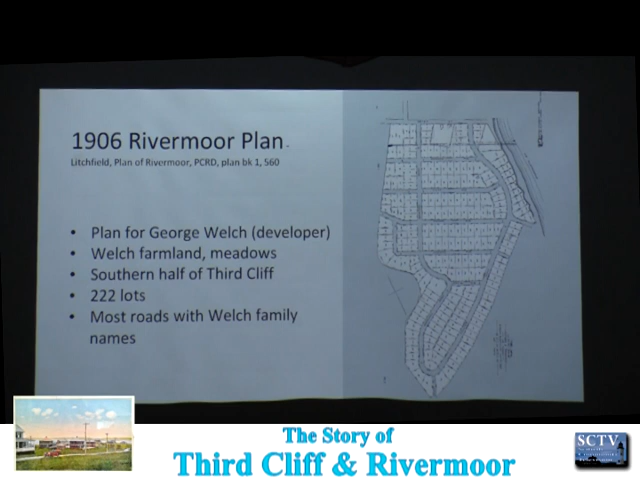 1906 Rivermoor Plan
Litchfield, Plan of Rivermoor, PCRD, plan bk 1, 560
• Plan for George Welch (developer)
• Welch farmland, meadows
• Southern half of Third Cliff
• 222 lots
• Most roads with Welch family
names
The Story of
Third Cliff & Rivermoor
SCTV